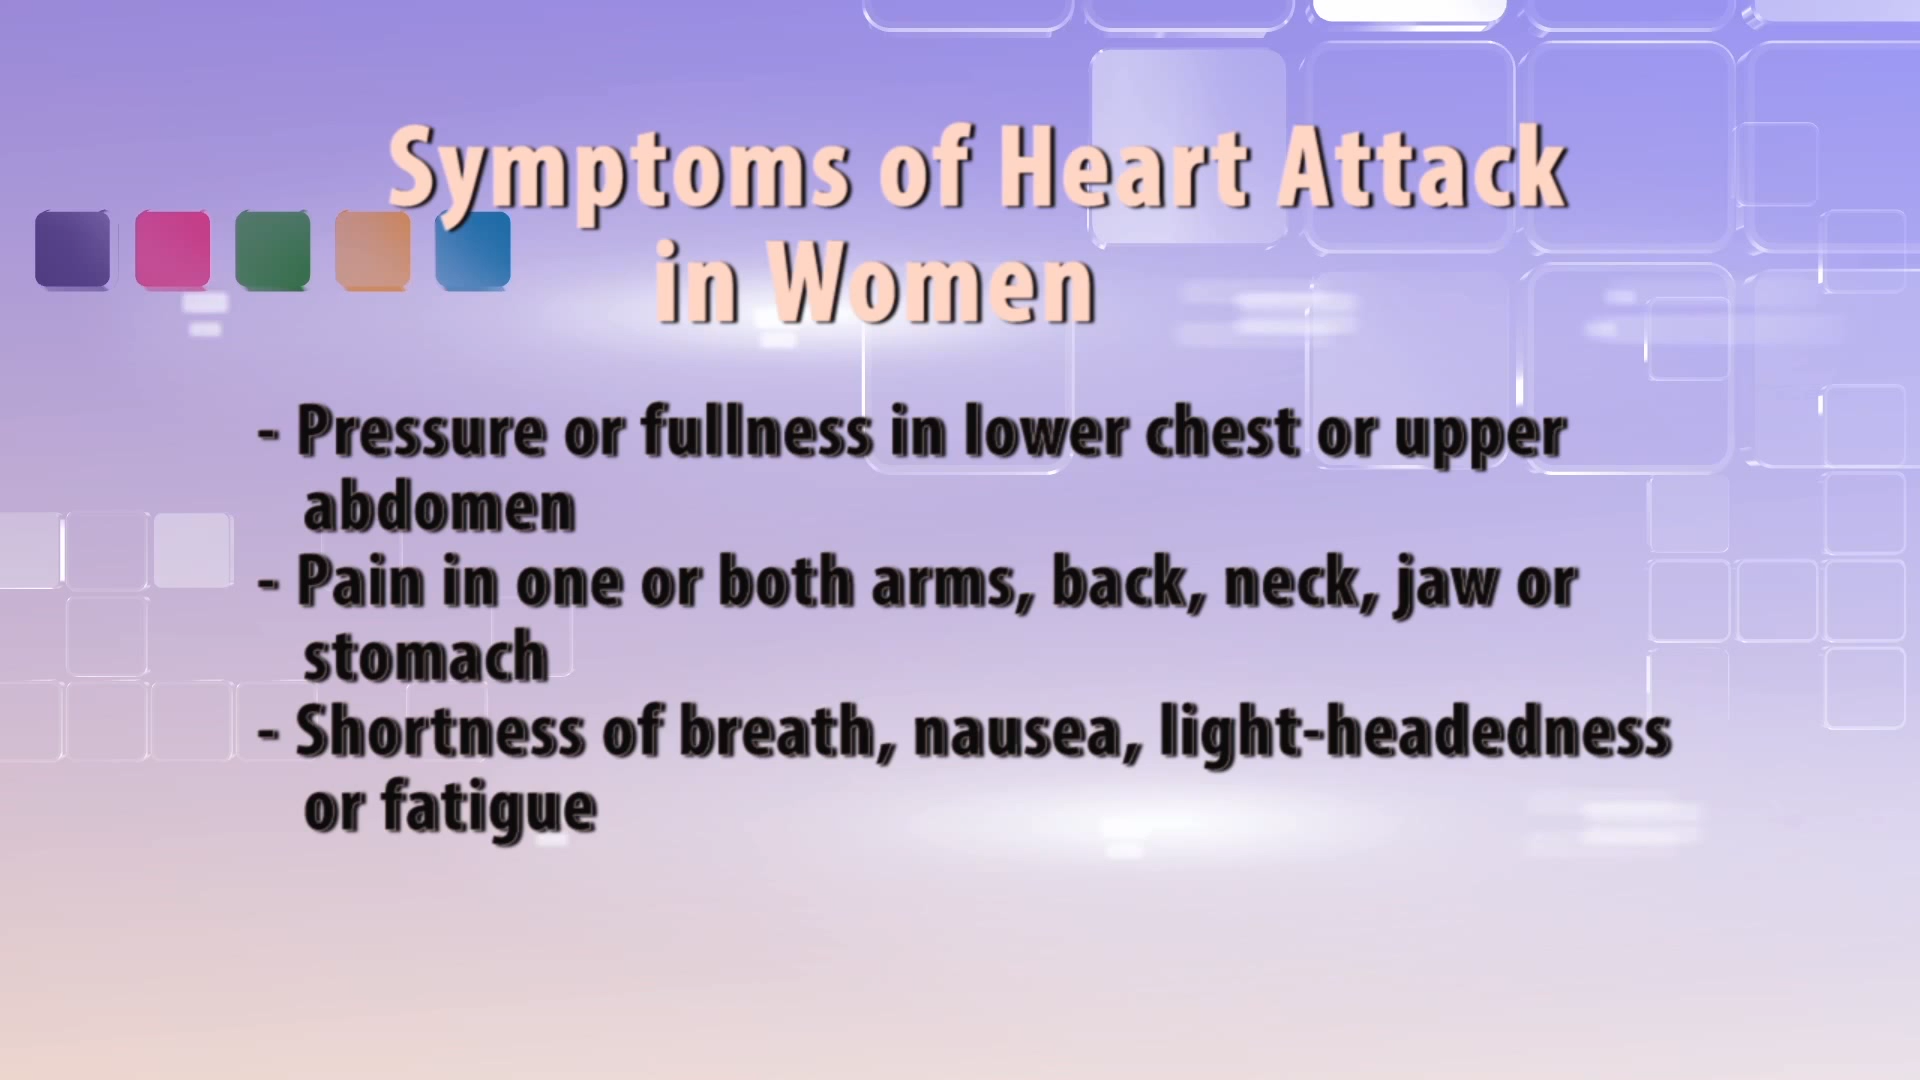 Symptoms of Heart Attack
in Women
- Pressure or fullness in lower chest or upper
abdomen
- Pain in one or both arms, back, neck, jaw or
stomach
- Shortness of breath, nausea, light-headedness
or fatigue